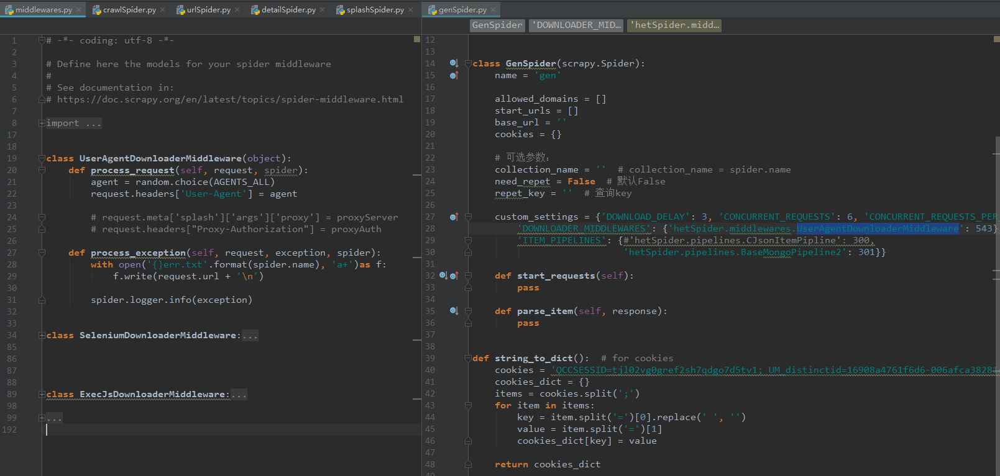 middlewares.py
crawlSpider.py
urlSpider.py
detailSpider.py
splashSpider.py
genSpider.py
GenSpider
'DOWNLOADER_MID...
'hetSpider.midd...
1 # -*- coding: utf-8 -*-
2
3 # Define here the models for your spider middleware
4 #
5 # See documentation in:
6 # https://doc.scrapy.org/en/latest/topics/spider-middleware.html
7
8 import ...
17
18
19 class UserAgentDownloaderMiddleware(object):
20 def process_request(self, request, spider):
21 agent = random.choice(AGENTS_ALL)
22 request.headers['User-Agent'] = agent
23
24 # request.meta['splash']['args']['proxy'] = proxyServer
25 # request.headers["Proxy-Authorization"] = proxyAuth
26
27 def process_exception(self, request, exception, spider):
28 with open('{}err.txt'.format(spider.name), 'a+')as f:
29 f.write(request.url + '\n')
30
31 spider.logger.info(exception)
32
33
34 class SeleniumDownloaderMiddleware:...
85
86
87
88
89 class ExecJsDownloaderMiddleware:...
98
99 ...
192
12
13
14 class GenSpider(scrapy.Spider):
15 name = 'gen'
16
17 allowed_domains = []
18 start_urls = []
19 base_url = ''
20 cookies = {}
21
22 # 可选参数:
23 collection_name = '' # collection_name = spider.name
24 need_repet = False # 默认False
25 repet_key = '' # 查询key
26
27 custom_settings = {'DOWNLOAD_DELAY': 3, 'CONCURRENT_REQUESTS': 6, 'CONCURRENT_REQUESTS_PER_
28 'DOWNLOADER_MIDDLEWARES': {'hetSpider.middlewares.UserAgentDownloaderMiddleware': 543}
29 'ITEM_PIPELINES': {#'hetSpider.pipelines.CJsonItemPipline': 300,
30 'hetSpider.pipelines.BaseMongoPipeline2': 301}}
31
32 def start_requests(self):
33 pass
34
35 def parse_item(self, response):
36 pass
37
38
39 def string_to_dict(): # for cookies
40 cookies = 'QCCSESSID=tjl02vg0gref2sh7qdgo7d5tv1; UM_distinctid=16908a4761f6d6-006afca38281
41 cookies_dict = {}
42 items = cookies.split(';')
43 for item in items:
44 key = item.split('=')[0].replace(' ', '')
45 value = item.split('=')[1]
46 cookies_dict[key] = value
47
48 return cookies_dict